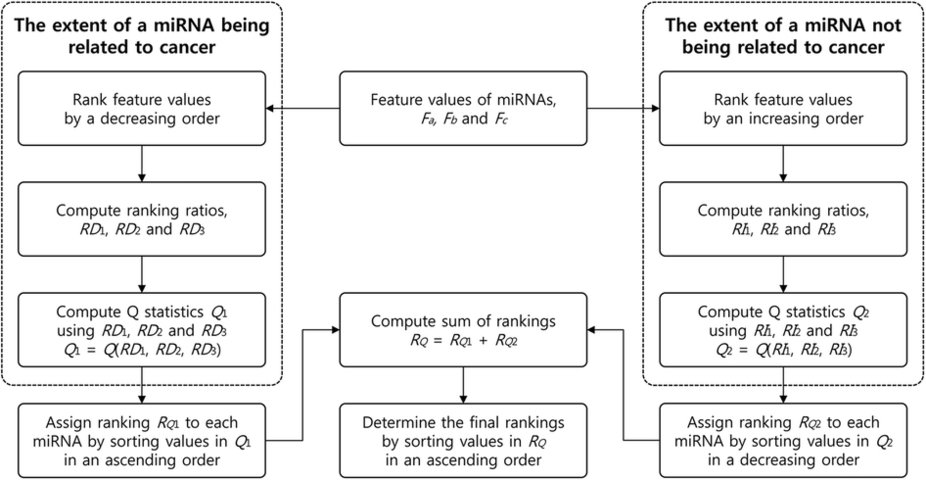 The extent of a miRNA being
related to cancer
Rank feature values
by a decreasing order
Compute ranking ratios,
RD1, RD2 and RD3
Compute Q statistics Q1
using RD1, RD2 and RD3
Q1 = Q(RD1, RD2, RD3)
Assign ranking RQ1 to each
miRNA by sorting values in Q1
in an ascending order
Feature values of miRNAs,
Fa, Fb and Fc
Compute sum of rankings
RQ = RQ1 + RQ2
Determine the final rankings
by sorting values in RQ
in an ascending order
The extent of a miRNA not
being related to cancer
Rank feature values
by an increasing order
Compute ranking ratios,
RI1, RI2 and RI3
Compute Q statistics Q2
using RI1, RI2 and RI3
Q2 = Q(RI1, RI2, RI3)
Assign ranking RQ2 to each
miRNA by sorting values in Q2
in a decreasing order